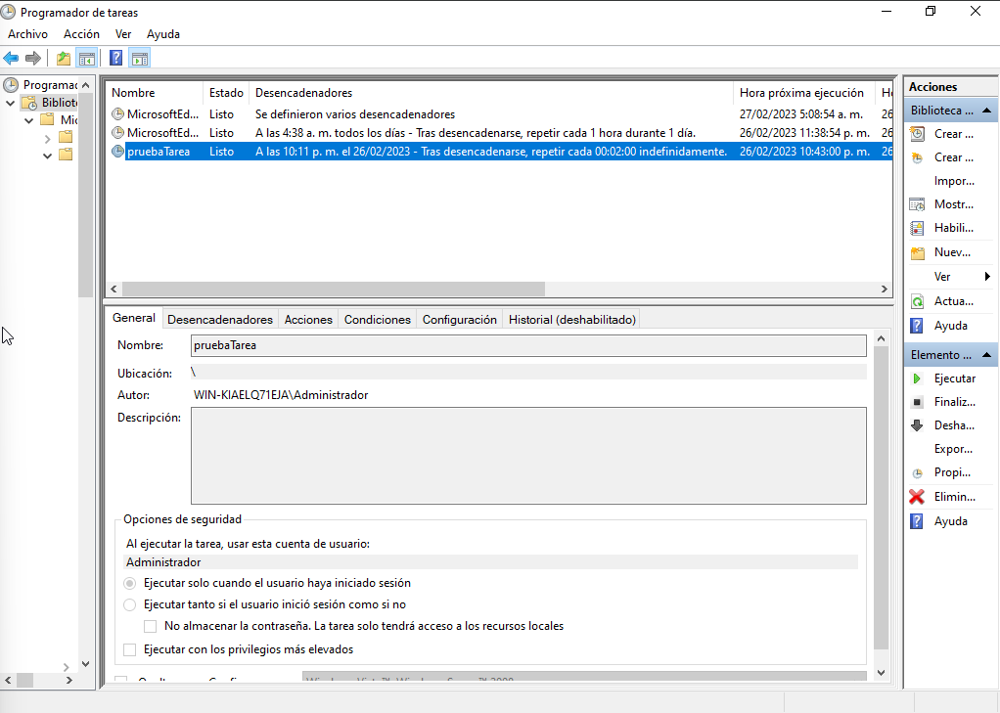 Programador de tareas
Archivo Acción Ver Ayuda
Programac
Bibliote
Mic
Nombre Estado Desencadenadores Hora próxima ejecución Ho
MicrosoftEd... Listo Se definieron varios desencadenadores 27/02/2023 5:08:54 a. m. 26
MicrosoftEd... Listo A las 4:38 a. m. todos los días - Tras desencadenarse, repetir cada 1 hora durante 1 día. 26/02/2023 11:38:54 p. m. 26
pruebaTarea Listo A las 10:11 p. m. el 26/02/2023 - Tras desencadenarse, repetir cada 00:02:00 indefinidamente. 26/02/2023 10:43:00 p. m. 26
General Desencadenadores Acciones Condiciones Configuración Historial (deshabilitado)
Nombre: pruebaTarea
Ubicación: \
Autor: WIN-KIAELQ71EJA\Administrador
Descripción:
Opciones de seguridad
Al ejecutar la tarea, usar esta cuenta de usuario:
Administrador
Ejecutar solo cuando el usuario haya iniciado sesión
Ejecutar tanto si el usuario inició sesión como si no
No almacenar la contraseña. La tarea solo tendrá acceso a los recursos locales
Ejecutar con los privilegios más elevados
Acciones
Biblioteca ...
Crear ...
Crear ...
Impor...
Mostr...
Habili...
Nuev...
Ver
Actua...
Ayuda
Elemento ...
Ejecutar
Finaliz...
Desha...
Expor...
Propi...
Elimin...
Ayuda